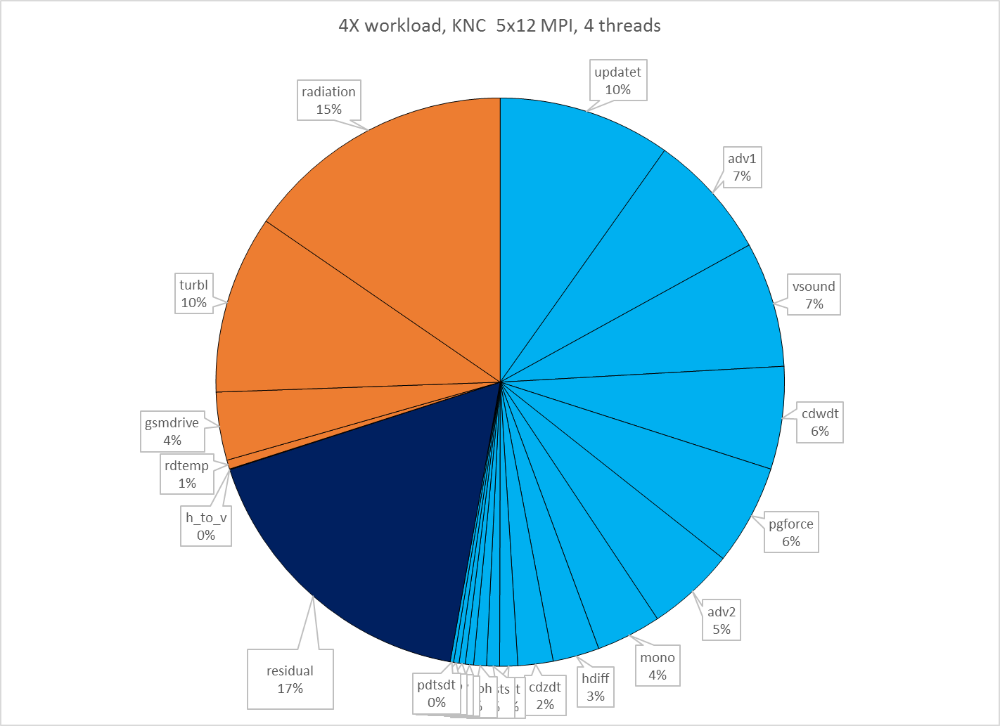 4X workload, KNC  5x12 MPI, 4 threads
updatet
10%
radiation
15%
adv1
7%
vsound
7%
turbl
10%
cdwdt
6%
gsmdrive
4%
rdtemp
1%
h_to_v
0%
pgforce
6%
adv2
5%
mono
4%
residual
17%
hdiff
3%
cdzdt
2%
pdtsdt
0%